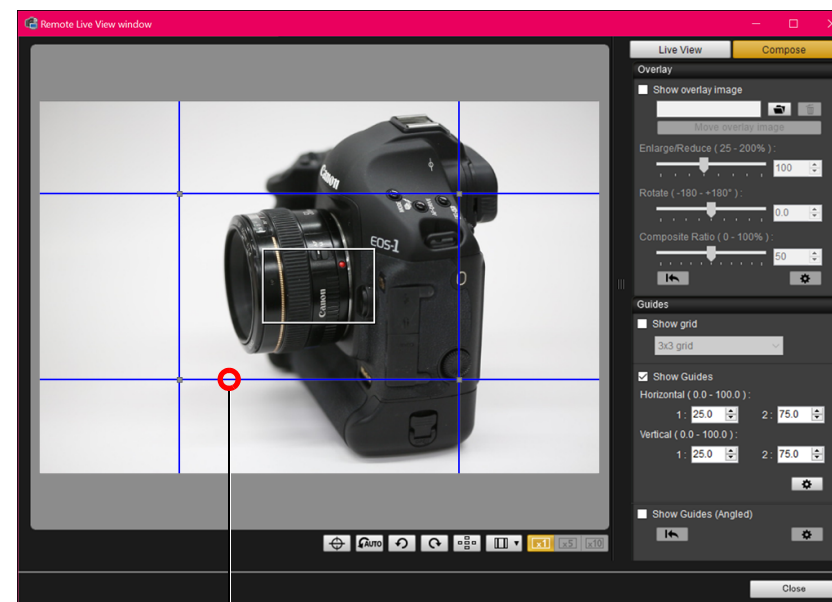 Remote Live View window
Live View
Compose
Overlay
Show overlay image
Move overlay image
Enlarge/Reduce ( 25 - 200% ) :
100
Rotate ( -180 - +180° ) :
0.0
Composite Ratio ( 0 - 100% ) :
50
Guides
Show grid
3x3 grid
Show Guides
Horizontal ( 0.0 - 100.0 ) :
1 : 25.0 2 : 75.0
Vertical ( 0.0 - 100.0 ) :
1 : 25.0 2 : 75.0
Show Guides (Angled)
Canon
EOS-1
Canon
AUTO
x1 x5 x10
Close